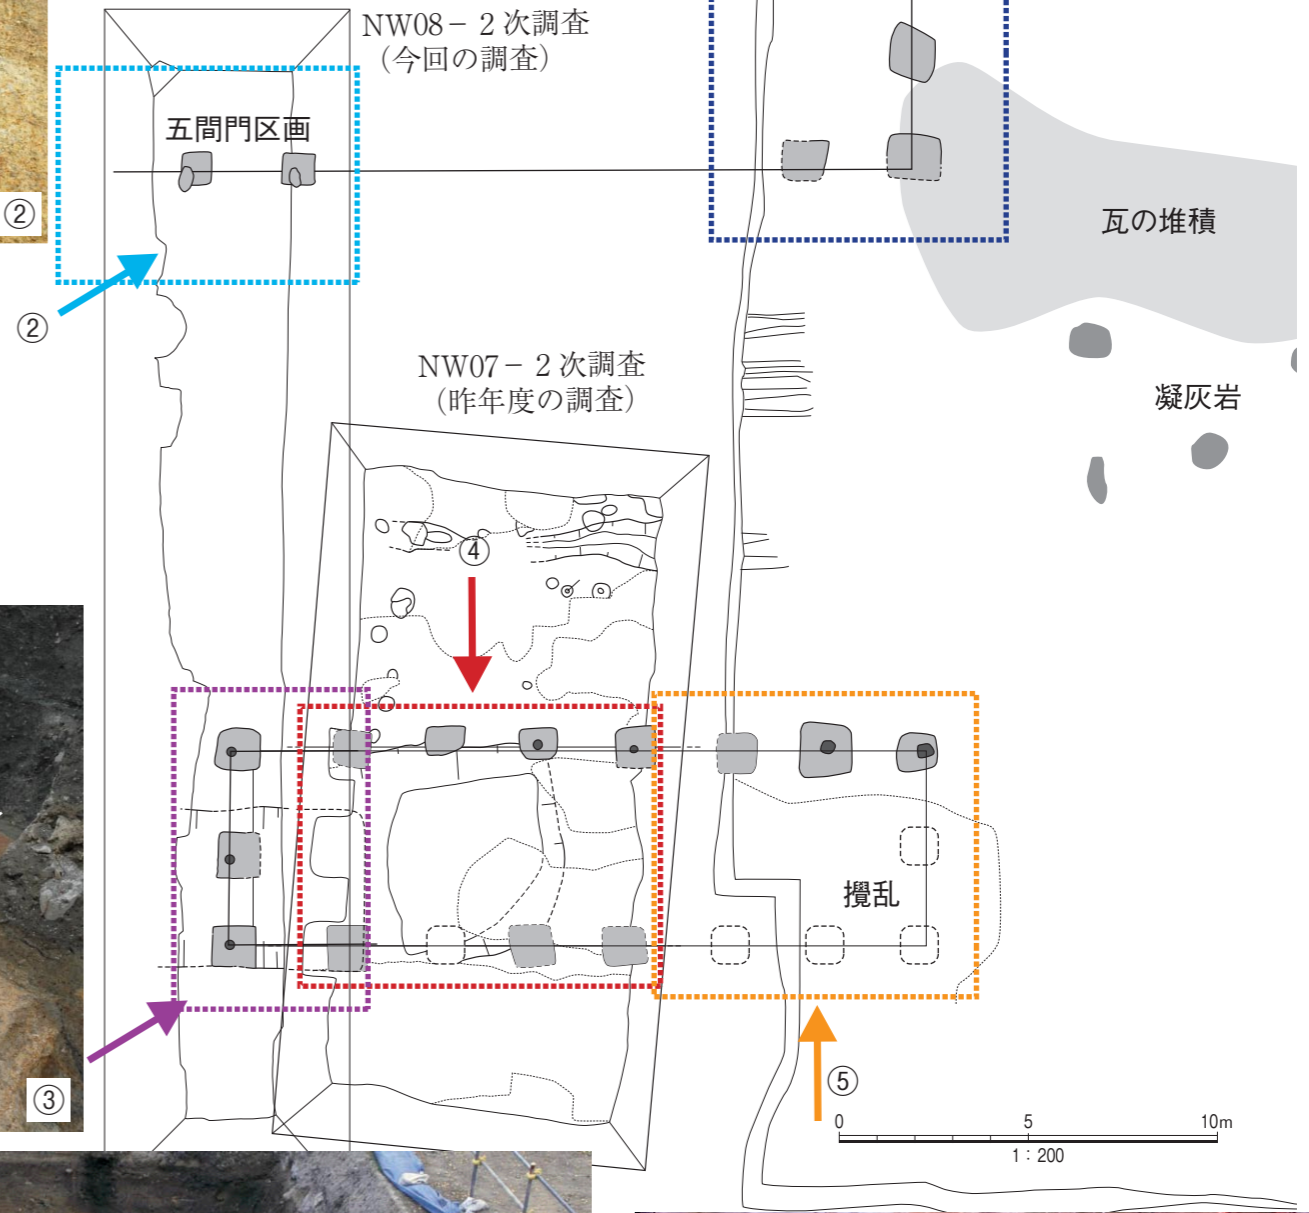 NW08－２次調査
（今回の調査）
五間門区画
②
瓦の堆積
②
NW07－２次調査
（昨年度の調査）
凝灰岩
④
攪乱
⑤
③
0 5 10m
1：200